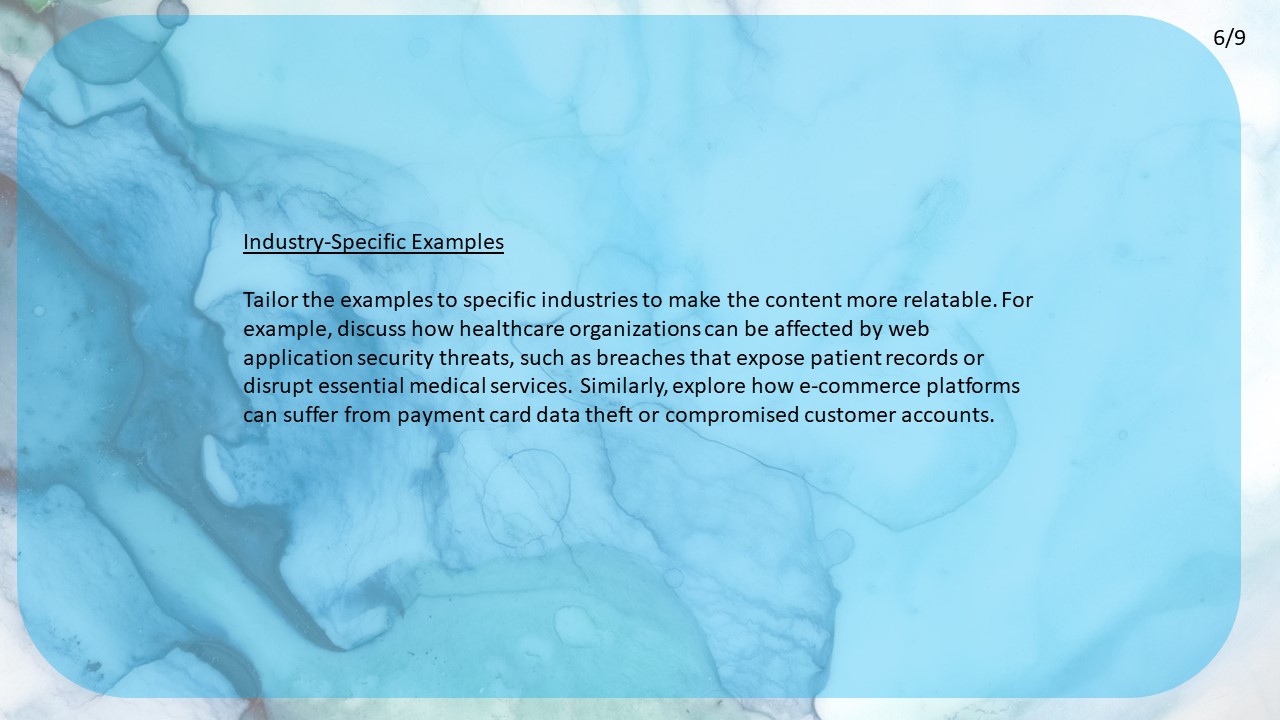 6/9
Industry-Specific Examples
Tailor the examples to specific industries to make the content more relatable. For
example, discuss how healthcare organizations can be affected by web
application security threats, such as breaches that expose patient records or
disrupt essential medical services. Similarly, explore how e-commerce platforms
can suffer from payment card data theft or compromised customer accounts.